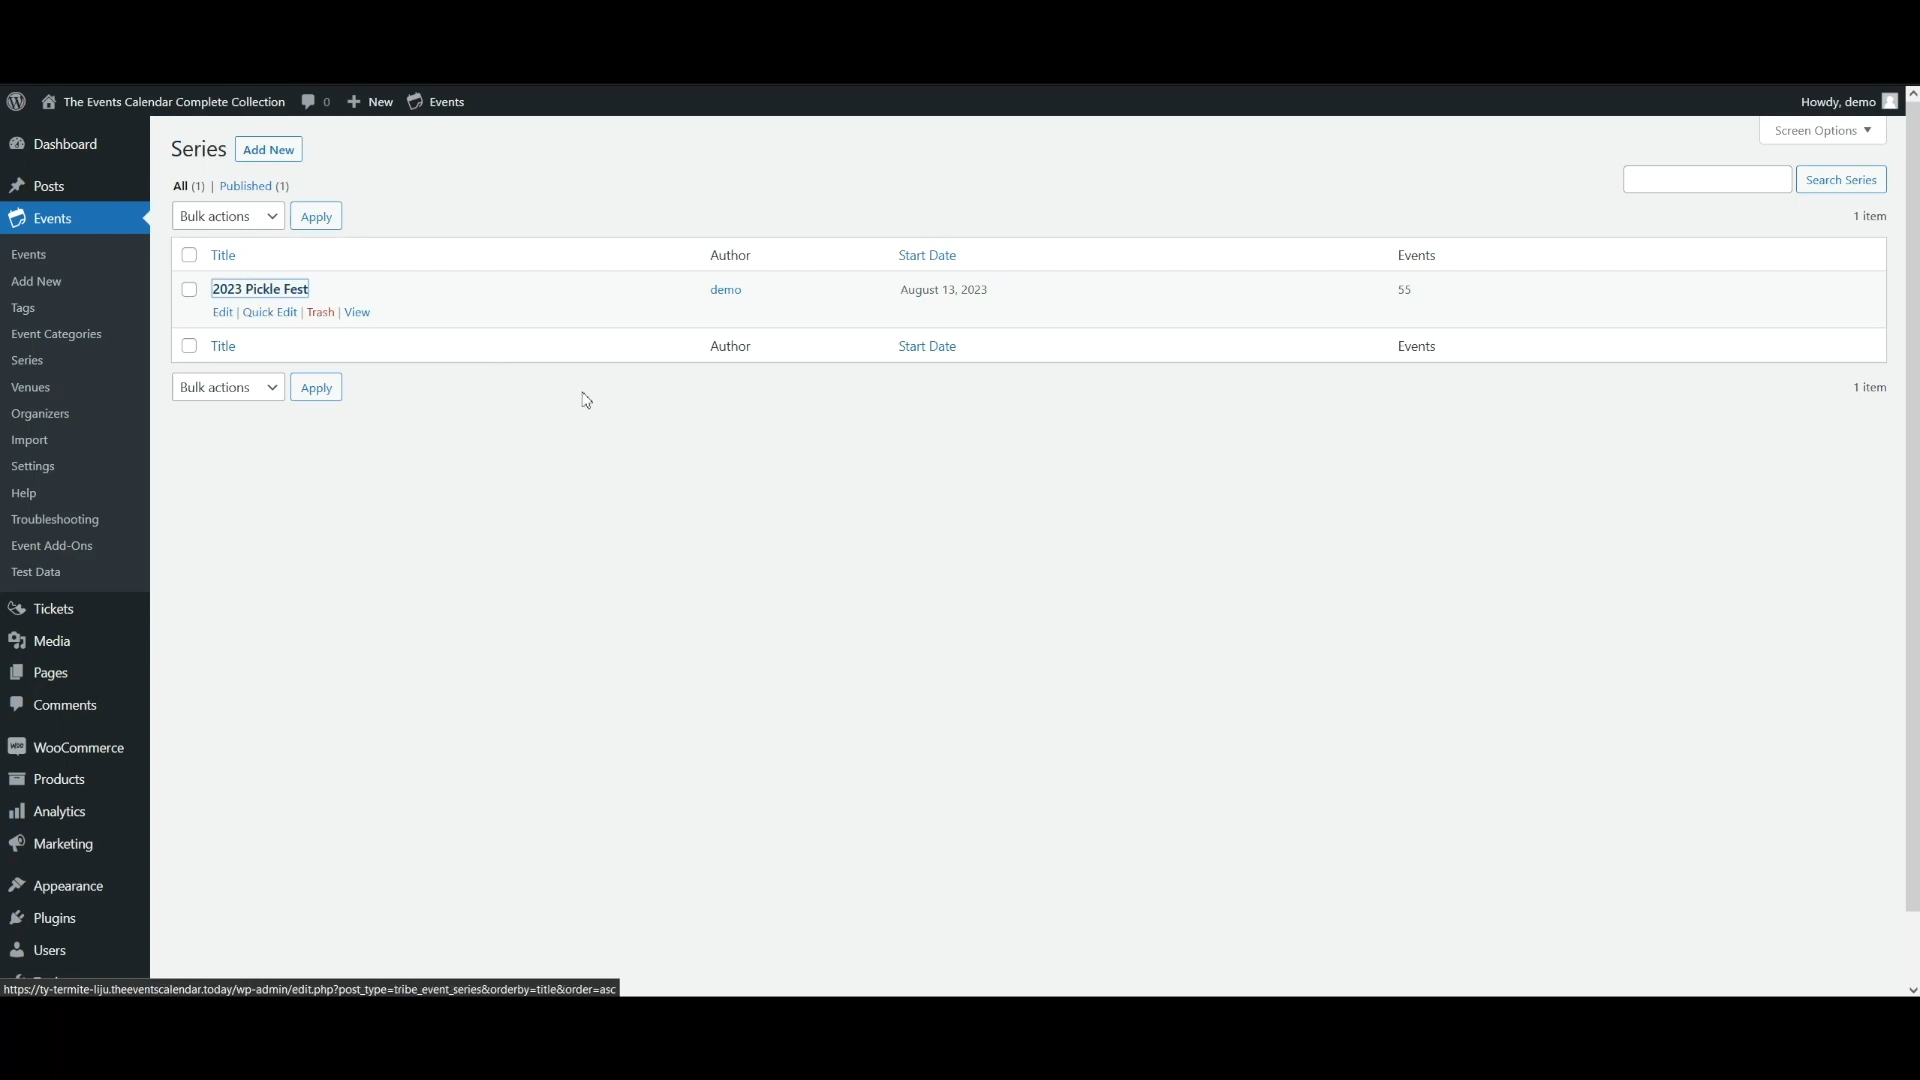 The Events Calendar Complete Collection 0 New Events Howdy, demo
Screen Options
Dashboard
Posts
Events
Events
Add New
Tags
Event Categories
Series
Venues
Organizers
Import
Settings
Help
Troubleshooting
Event Add-Ons
Test Data
Tickets
Media
Pages
Comments
WooCommerce
Products
Analytics
Marketing
Appearance
Plugins
Users
Series Add New
All (1) | Published (1)
Search Series
Bulk actions Apply 1 item
Title Author Start Date Events
2023 Pickle Fest demo August 13, 2023 55
Edit | Quick Edit | Trash | View
Title Author Start Date Events
Bulk actions Apply 1 item
https://ty-termite-liju.theeventscalendar.today/wp-admin/edit.php?post_type=tribe_event_series&orderby=title&order=asc